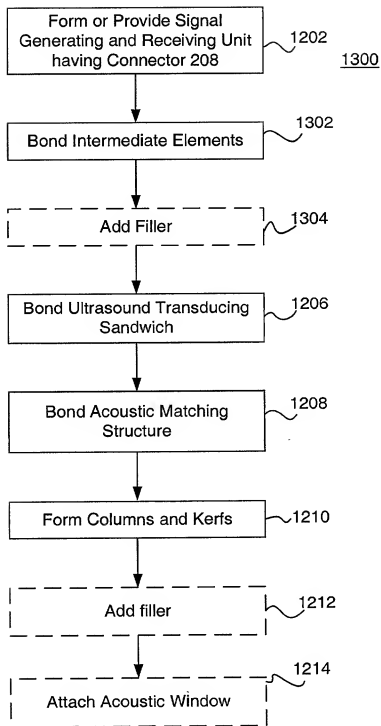 Form or Provide Signal
Generating and Receiving Unit
having Connector 208
1202
1300
Bond Intermediate Elements
1302
Add Filler
1304
Bond Ultrasound Transducing
Sandwich
1206
Bond Acoustic Matching
Structure
1208
Form Columns and Kerfs
1210
Add filler
1212
Attach Acoustic Window
1214